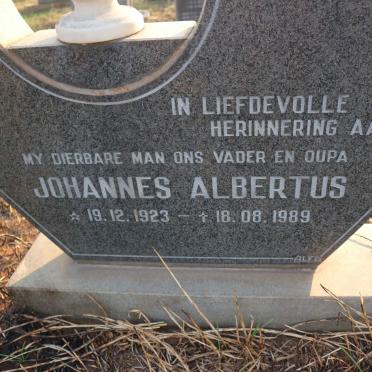 IN LIEFDEVOLLE
HERINNERING AA
MY DIERBARE MAN ONS VADER EN OUPA
JOHANNES ALBERTUS
☆ 19.12.1923 – † 18.08.1989